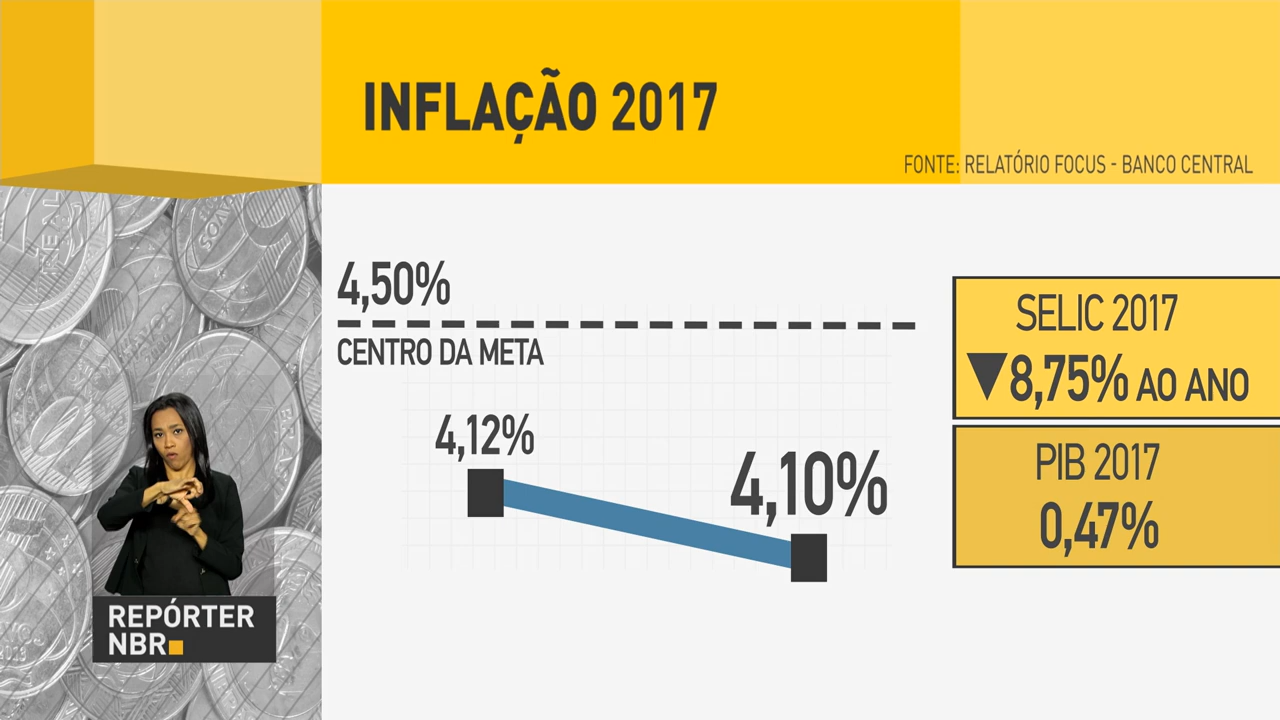 INFLAÇÃO 2017
FONTE: RELATÓRIO FOCUS - BANCO CENTRAL
4,50%
CENTRO DA META
4,12%
4,10%
SELIC 2017
▼8,75% AO ANO
PIB 2017
0,47%
REPÓRTER
NBR